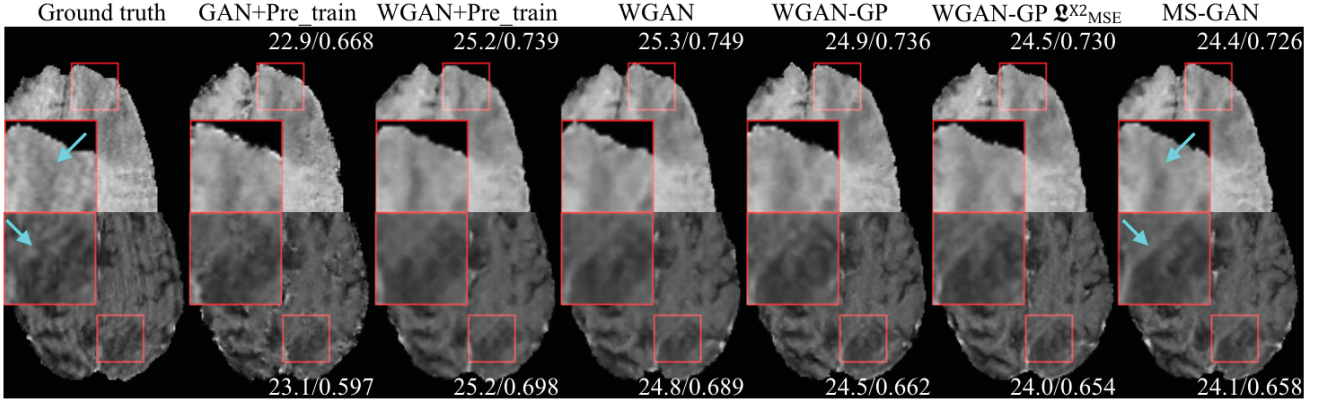 Ground truth GAN+Pre_train WGAN+Pre_train WGAN WGAN-GP WGAN-GP 𝕷^X2_MSE MS-GAN
22.9/0.668 25.2/0.739 25.3/0.749 24.9/0.736 24.5/0.730 24.4/0.726
23.1/0.597 25.2/0.698 24.8/0.689 24.5/0.662 24.0/0.654 24.1/0.658